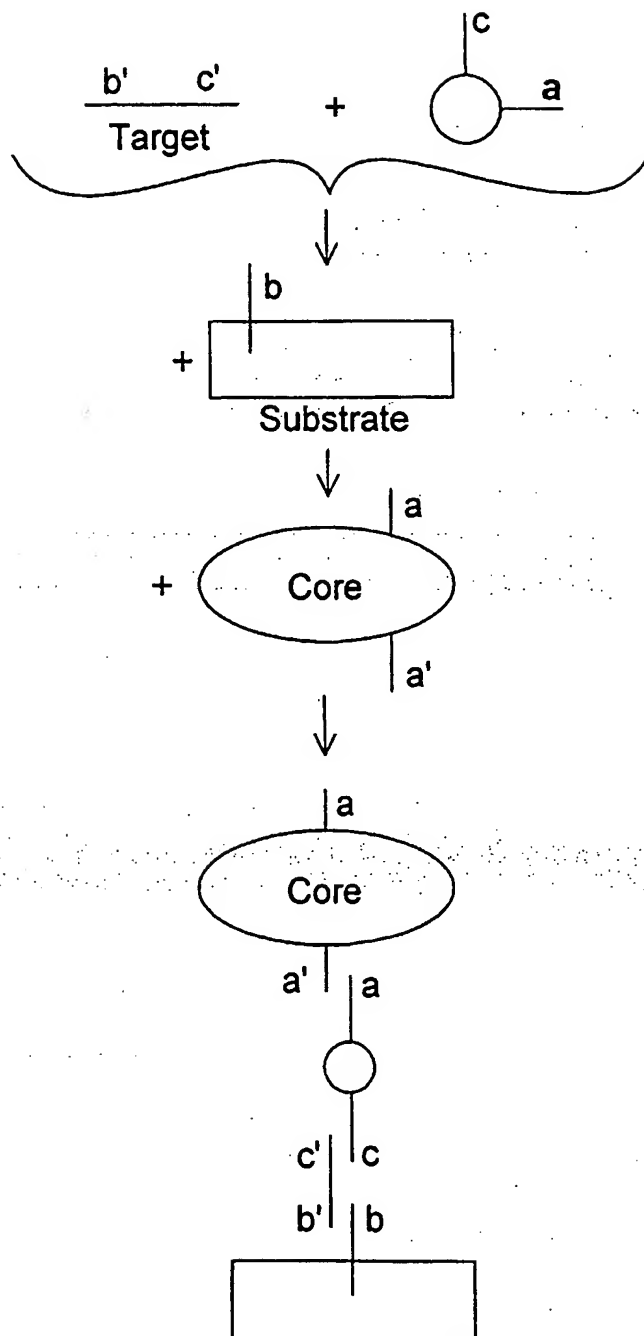 c
b' c' + a
Target
b
+
Substrate
a
+ Core
a'
a
Core
a' a
c' c
b' b